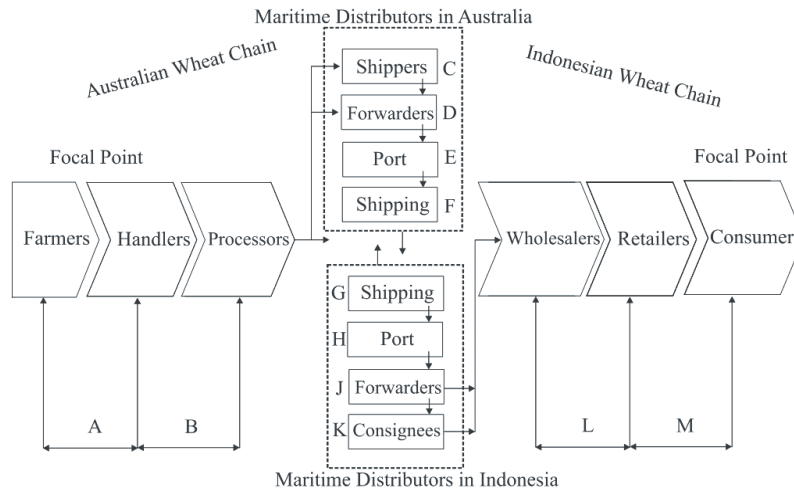 Maritime Distributors in Australia
Australian Wheat Chain
Indonesian Wheat Chain
Shippers C
Forwarders D
Port E
Shipping F
Focal Point
Focal Point
Farmers
Handlers
Processors
Wholesalers
Retailers
Consumer
G Shipping
H Port
J Forwarders
K Consignees
A
B
L
M
Maritime Distributors in Indonesia